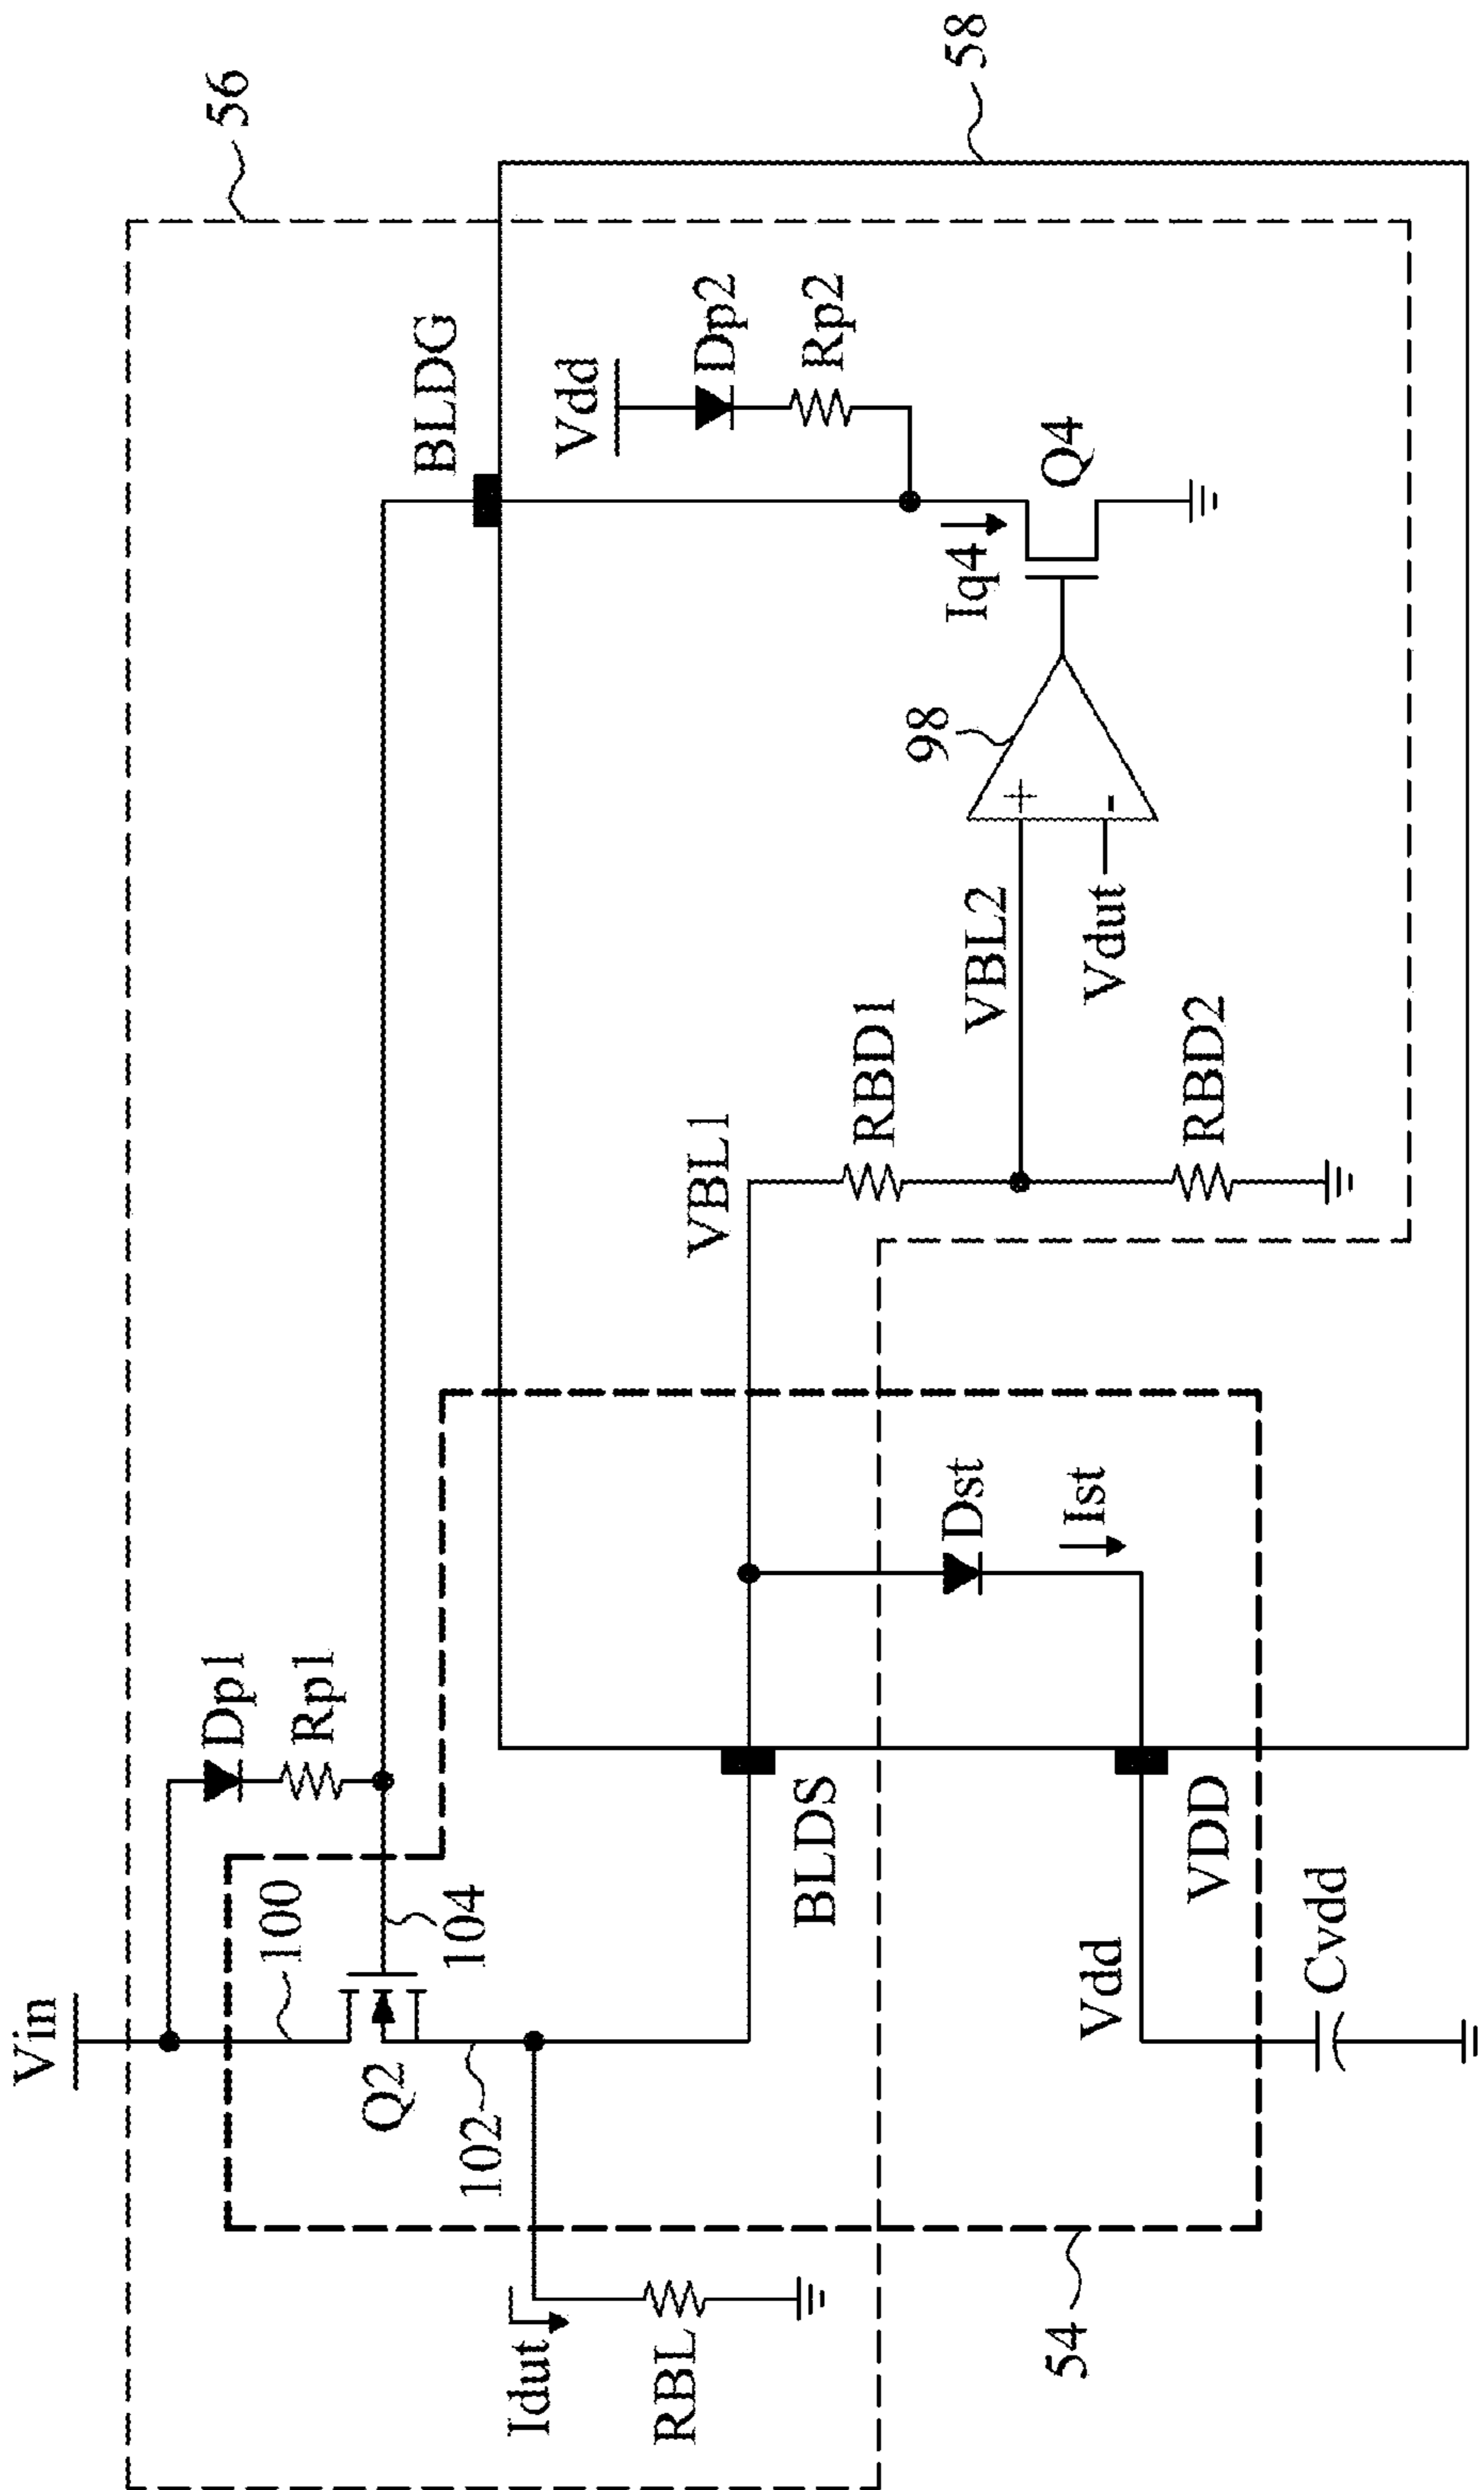 56
58
Vin
Dp1
Rp1
100
104
Q2
102
Idut
RBL
54
BLDG
Vdd
Dp2
Rp2
Iq4
Q4
98
+
-
VBL2
Vdut
VBL1
RBD1
RBD2
BLDS
Dst
Ist
VDD
Vdd
Cvdd